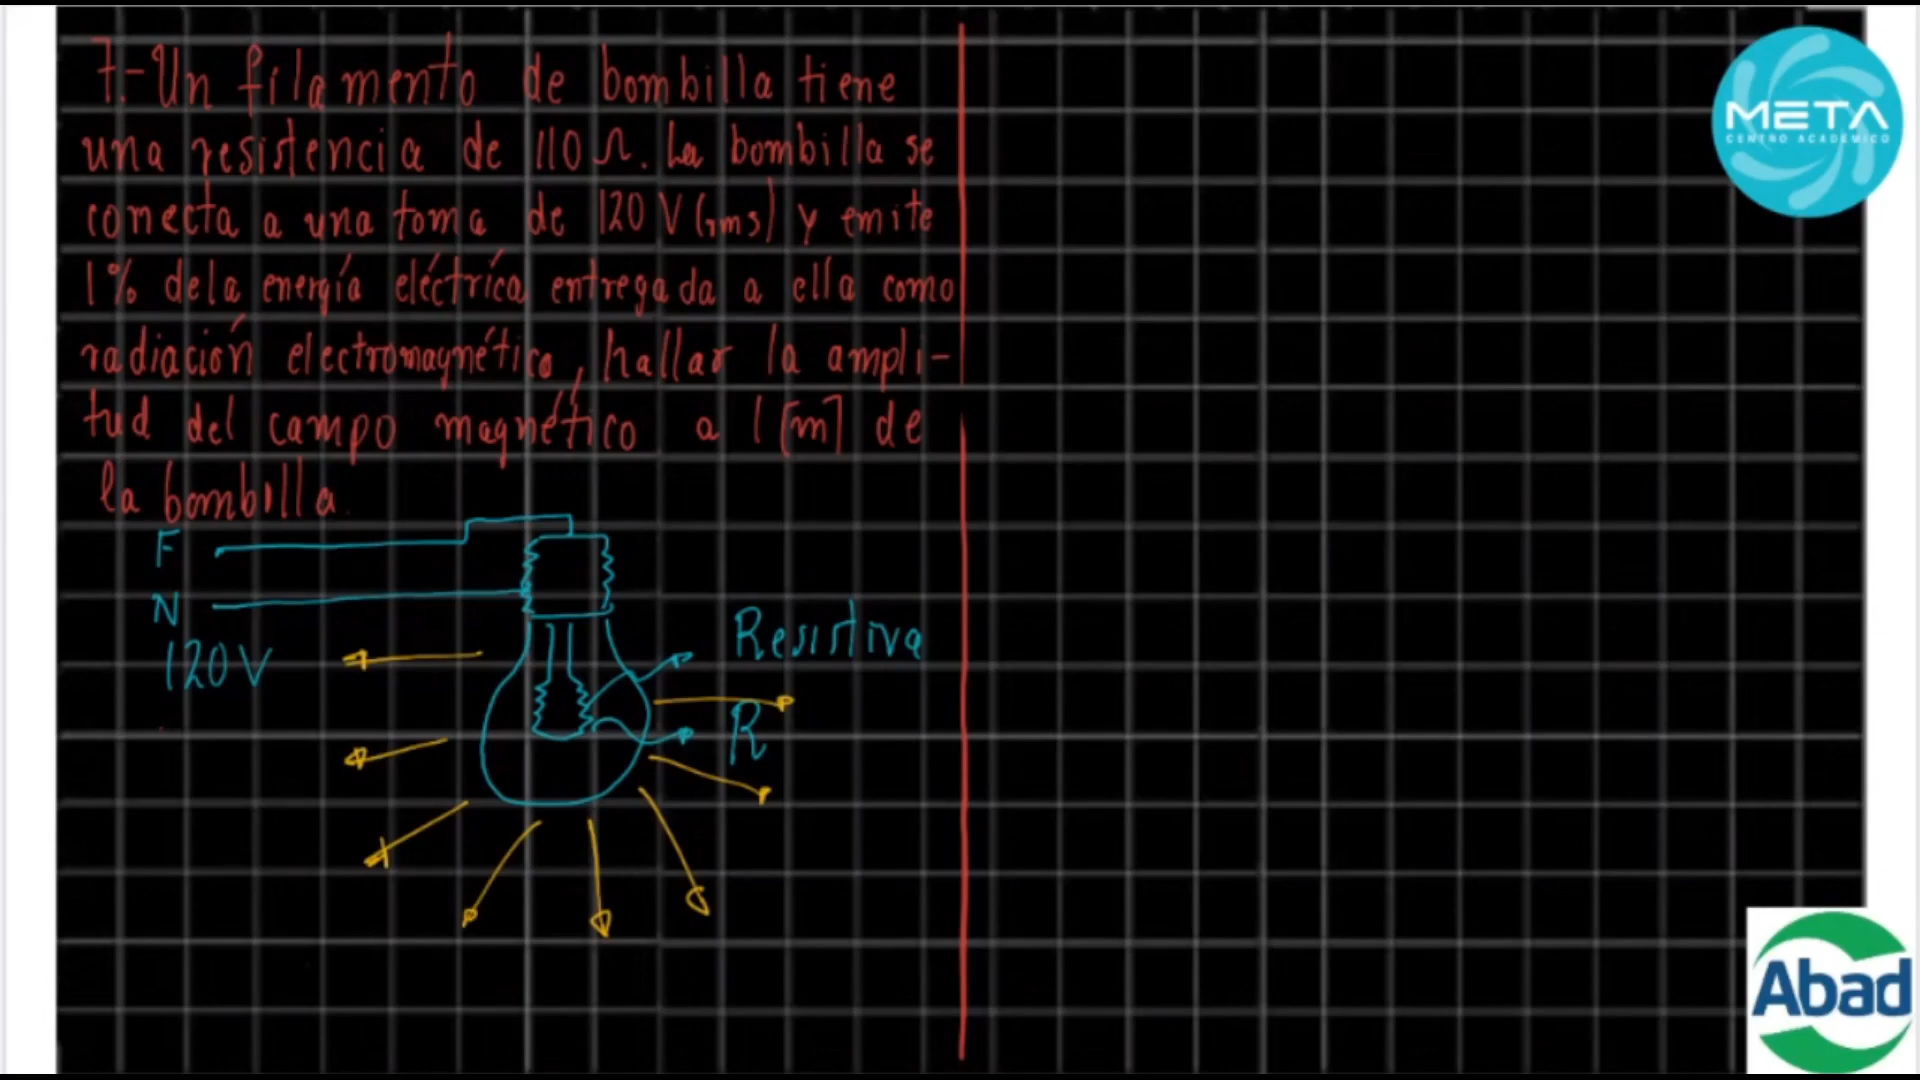 7.- Un filamento de bombilla tiene
una resistencia de 110 Ω. La bombilla se
conecta a una toma de 120 V (rms) y emite
1% de la energía eléctríca entregada a ella como
radiación electromagnético, hallar la ampli-
tud del campo magnético a 1 [m] de
la bombilla.
F
N
120V
Resistiva
R
META
CENTRO ACADÉMICO
Abad